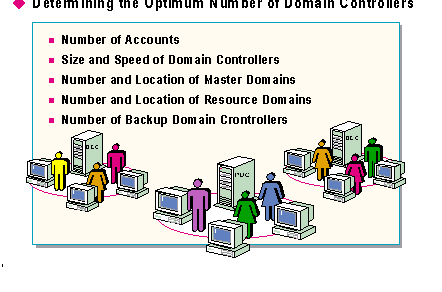 Determining the Optimum Number of Domain Controllers
Number of Accounts
Size and Speed of Domain Controllers
Number and Location of Master Domains
Number and Location of Resource Domains
Number of Backup Domain Crontrollers
BDC
PDC
BDC